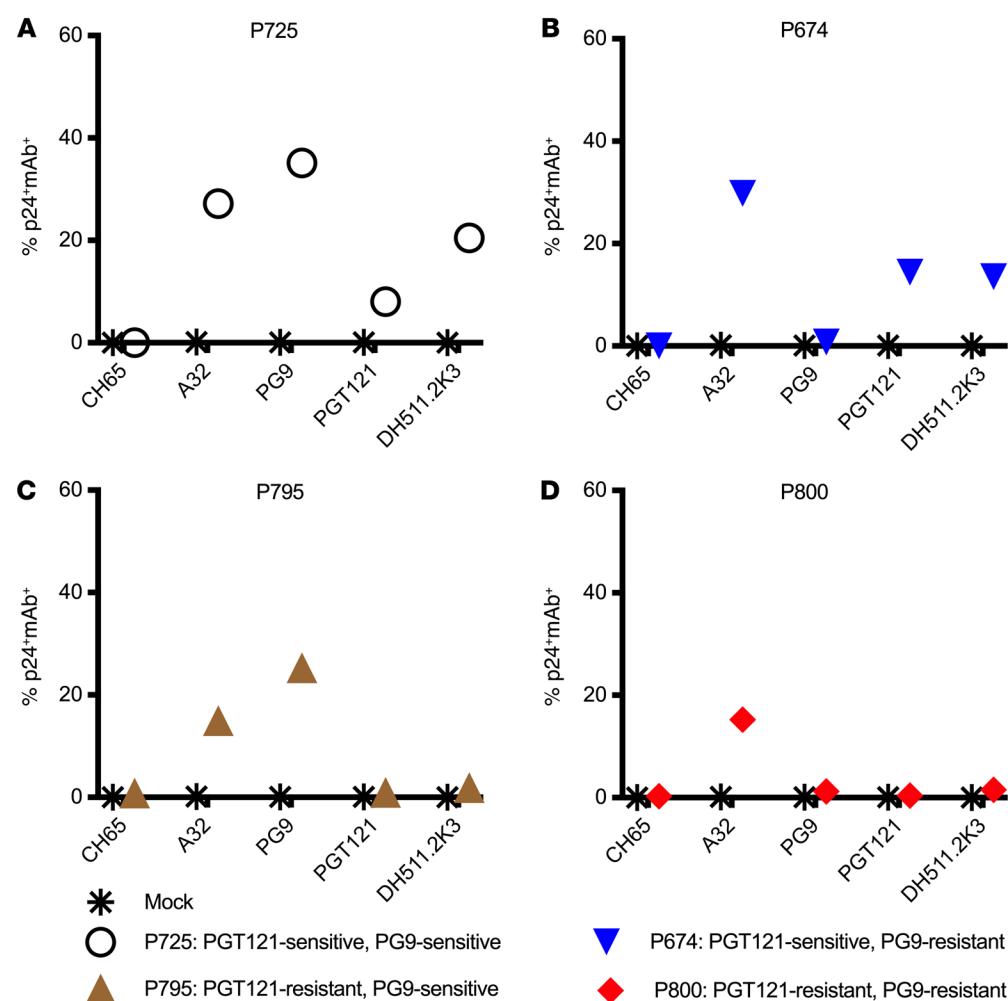 A P725
60
40
20
0
% p24⁺mAb⁺
CH65 A32 PG9 PGT121 DH511.2K3
B P674
60
40
20
0
% p24⁺mAb⁺
CH65 A32 PG9 PGT121 DH511.2K3
C P795
60
40
20
0
% p24⁺mAb⁺
CH65 A32 PG9 PGT121 DH511.2K3
D P800
60
40
20
0
% p24⁺mAb⁺
CH65 A32 PG9 PGT121 DH511.2K3
Mock
P725: PGT121-sensitive, PG9-sensitive
P674: PGT121-sensitive, PG9-resistant
P795: PGT121-resistant, PG9-sensitive
P800: PGT121-resistant, PG9-resistant